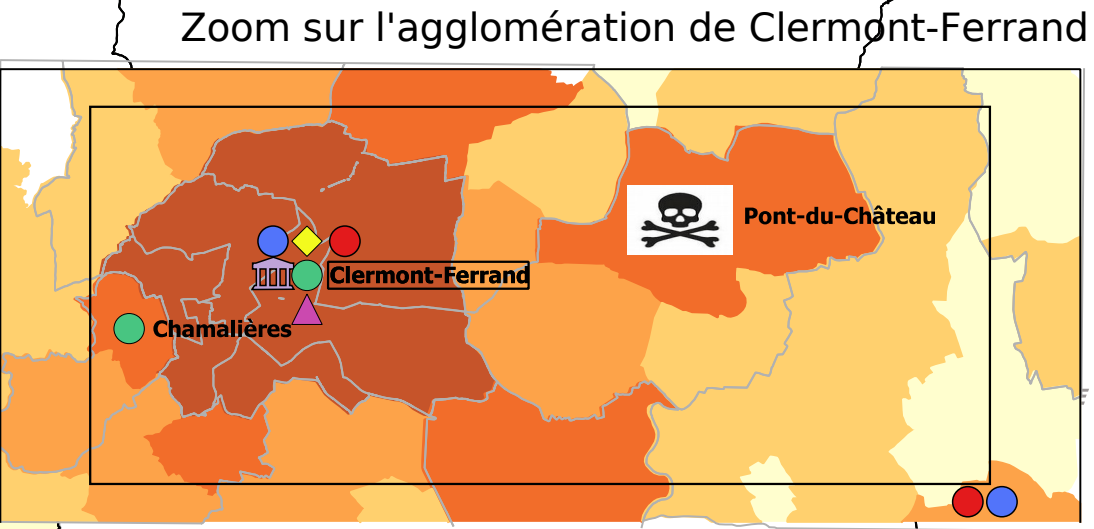 Zoom sur l'agglomération de Clermont-Ferrand
Pont-du-Château
Clermont-Ferrand
Chamalières